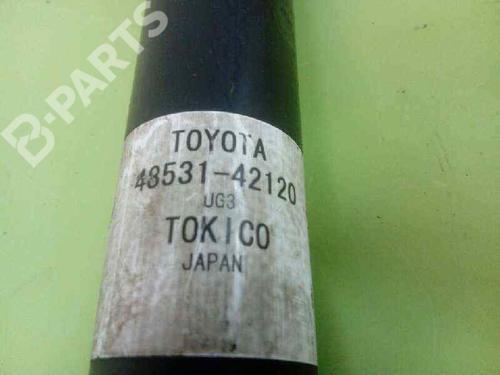 B-PARTS
TOYOTA
48531-42120
UG3
TOKICO
JAPAN